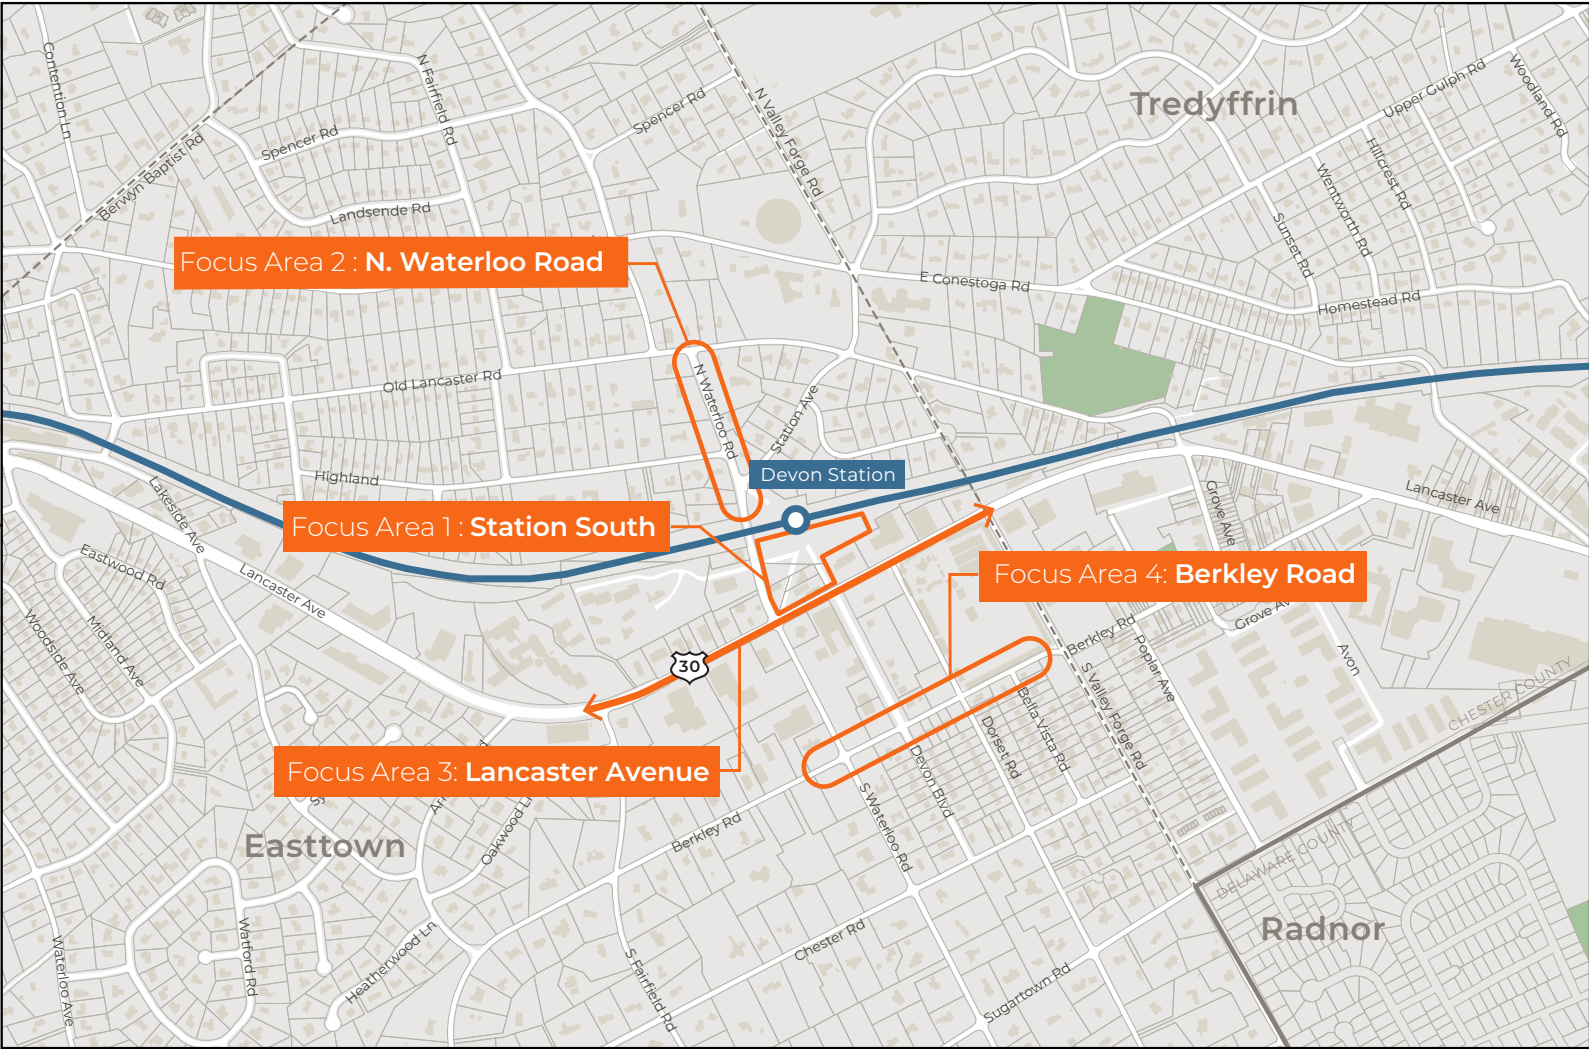 Contention Ln
N Fairfield Rd
Spencer Rd
N Valley Forge Rd
Tredyffrin
Upper Gulph Rd
Woodland Rd
Berwyn Baptist Rd
Spencer Rd
Hillcrest Rd
Wentworth Rd
Landsende Rd
Sunset Rd
Focus Area 2 : N. Waterloo Road
E Conestoga Rd
Homestead Rd
Old Lancaster Rd
N Waterloo Rd
Station Ave
Highland
Devon Station
Lakeside Ave
Grove Ave
Lancaster Ave
Focus Area 1 : Station South
Eastwood Rd
Lancaster Ave
Focus Area 4: Berkley Road
Woodside Ave
Midland Ave
Grove Av
Berkley Rd
Poplar Ave
Avon
30
S Valley Forge Rd
Bella Vista Rd
Dorset Rd
CHESTER COUNTY
Focus Area 3: Lancaster Avenue
Devon Blvd
S Waterloo Rd
Oakwood Ln
Berkley Rd
Easttown
DELAWARE COUNTY
Radnor
Watford Rd
Heatherwood Ln
Chester Rd
Waterloo Ave
S Fairfield Rd
Sugartown Rd